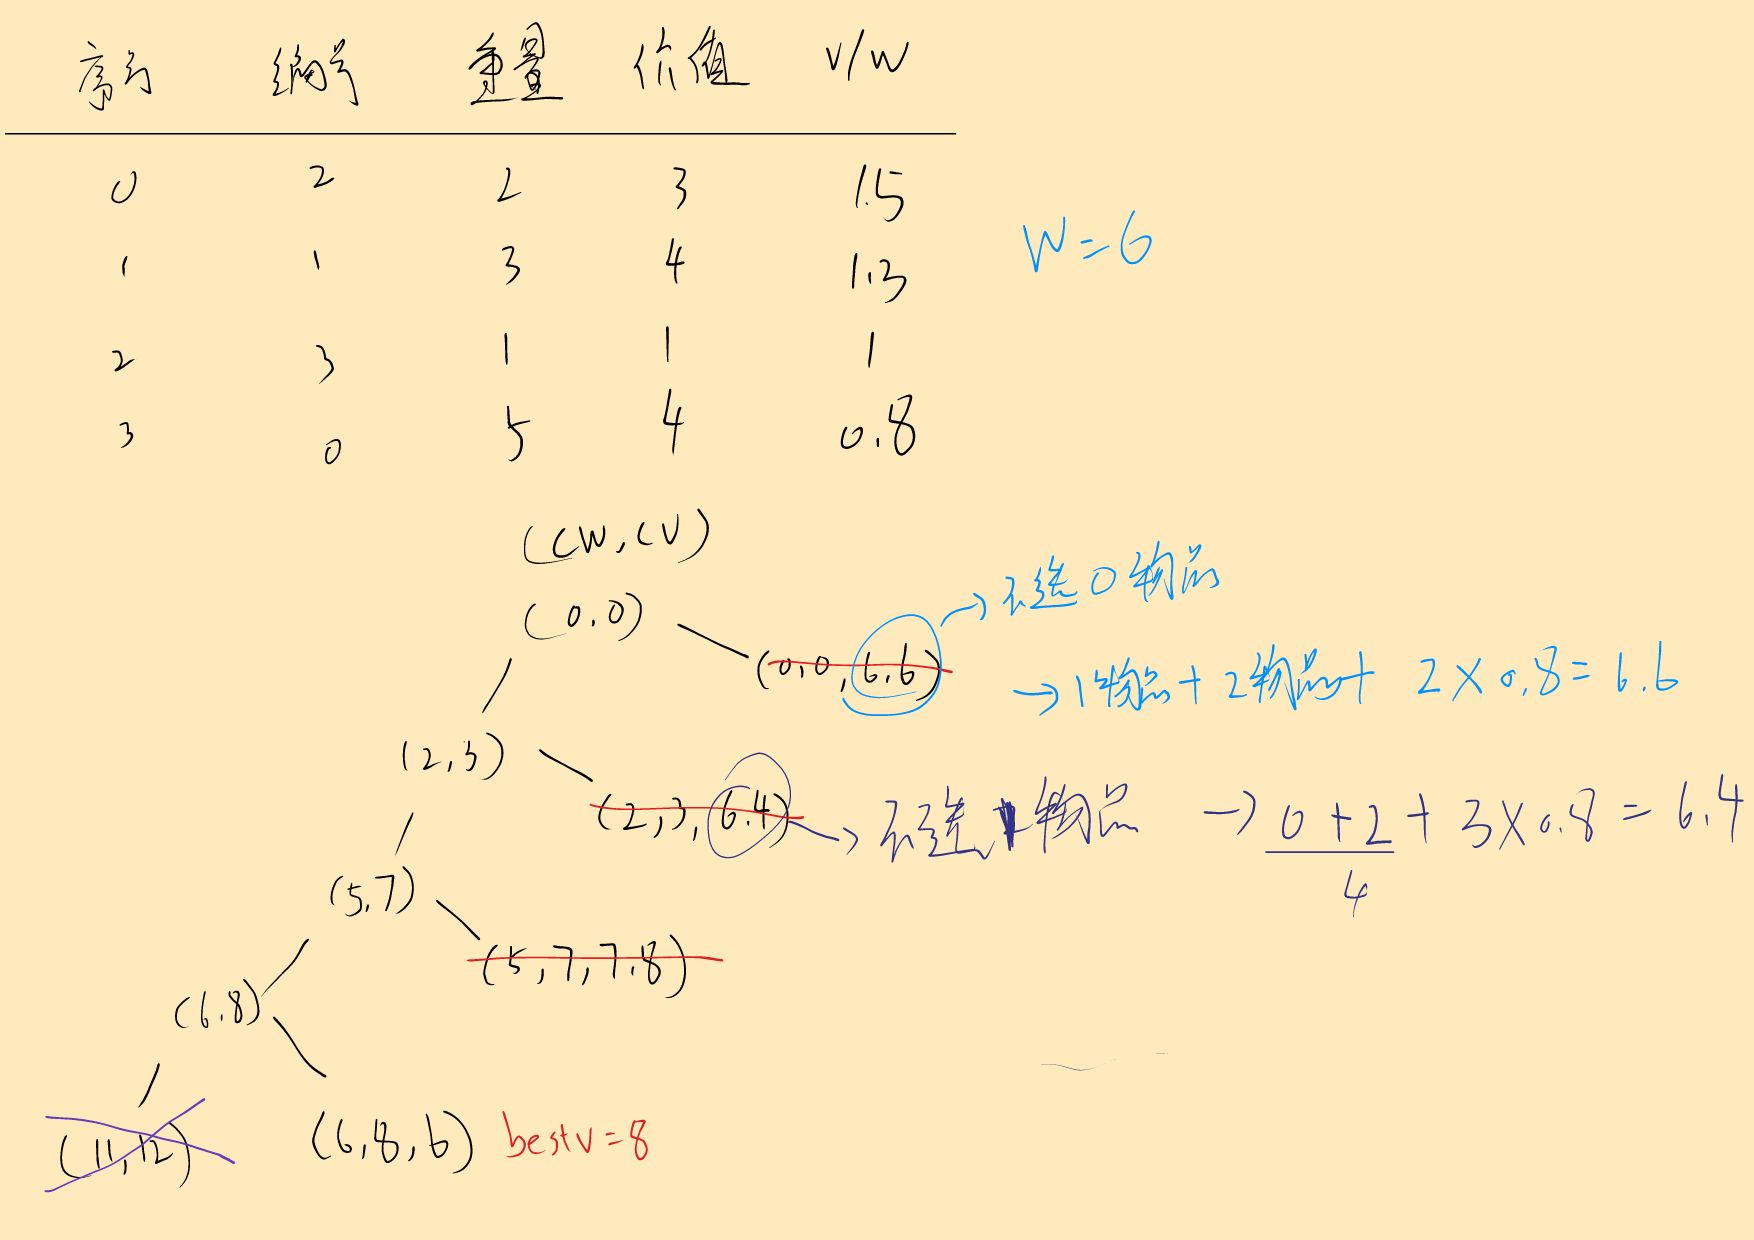 序号 编号 重量 价值 v/w
0 2 2 3 1.5
1 1 3 4 1.3
2 3 1 1 1
3 0 5 4 0.8
W=6
(CW,CV)
(0,0)
(0,0,6.6) →不选0物品
→1物品+2物品+ 2×0.8=6.6
(2,3)
(2,3,6.4) →不选1物品 → 0+2+3×0.8=6.4
4
(5,7)
(5,7,7.8)
(6,8)
(11,12) (6,8,6) bestv=8